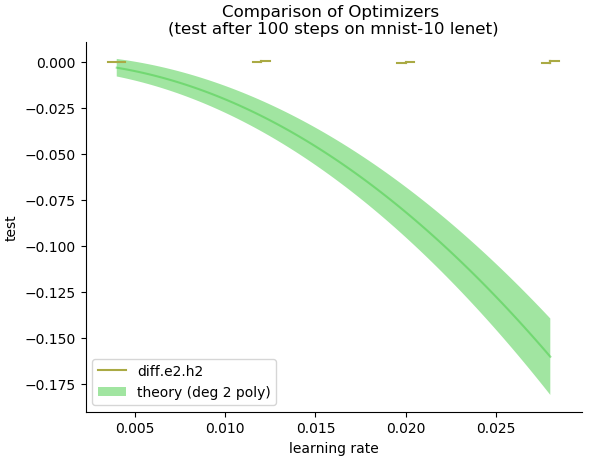 Comparison of Optimizers
(test after 100 steps on mnist-10 lenet)
0.000
−0.025
−0.050
−0.075
−0.100
−0.125
−0.150
−0.175
test
diff.e2.h2
theory (deg 2 poly)
0.005
0.010
0.015
0.020
0.025
learning rate